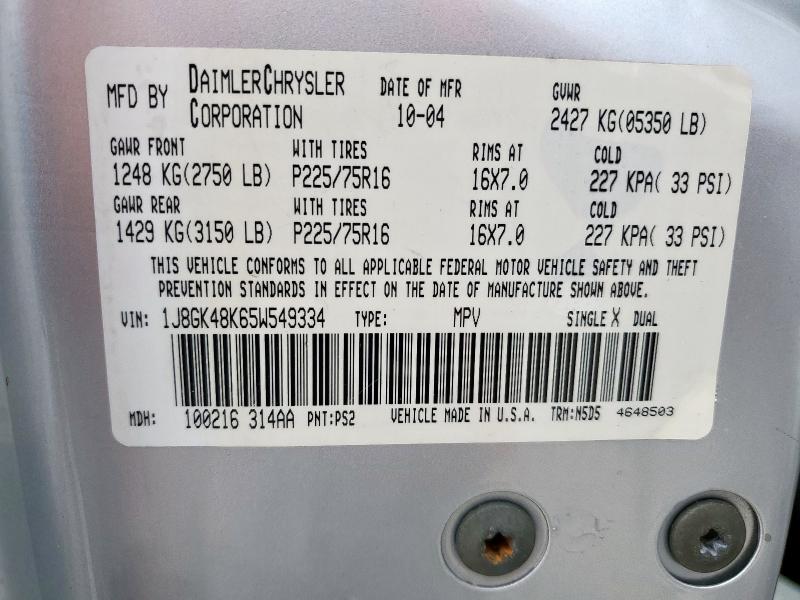 MFD BY DAIMLERCHRYSLER CORPORATION
DATE OF MFR 10-04
GVWR 2427 KG(05350 LB)
GAWR FRONT WITH TIRES RIMS AT COLD
1248 KG(2750 LB) P225/75R16 16X7.0 227 KPA( 33 PSI)
GAWR REAR WITH TIRES RIMS AT COLD
1429 KG(3150 LB) P225/75R16 16X7.0 227 KPA( 33 PSI)
THIS VEHICLE CONFORMS TO ALL APPLICABLE FEDERAL MOTOR VEHICLE SAFETY AND THEFT
PREVENTION STANDARDS IN EFFECT ON THE DATE OF MANUFACTURE SHOWN ABOVE.
VIN: 1J8GK48K65W549334 TYPE: MPV SINGLE X DUAL
MDH: 100216 314AA PNT:PS2 VEHICLE MADE IN U.S.A. TRM:N5D5 4648503